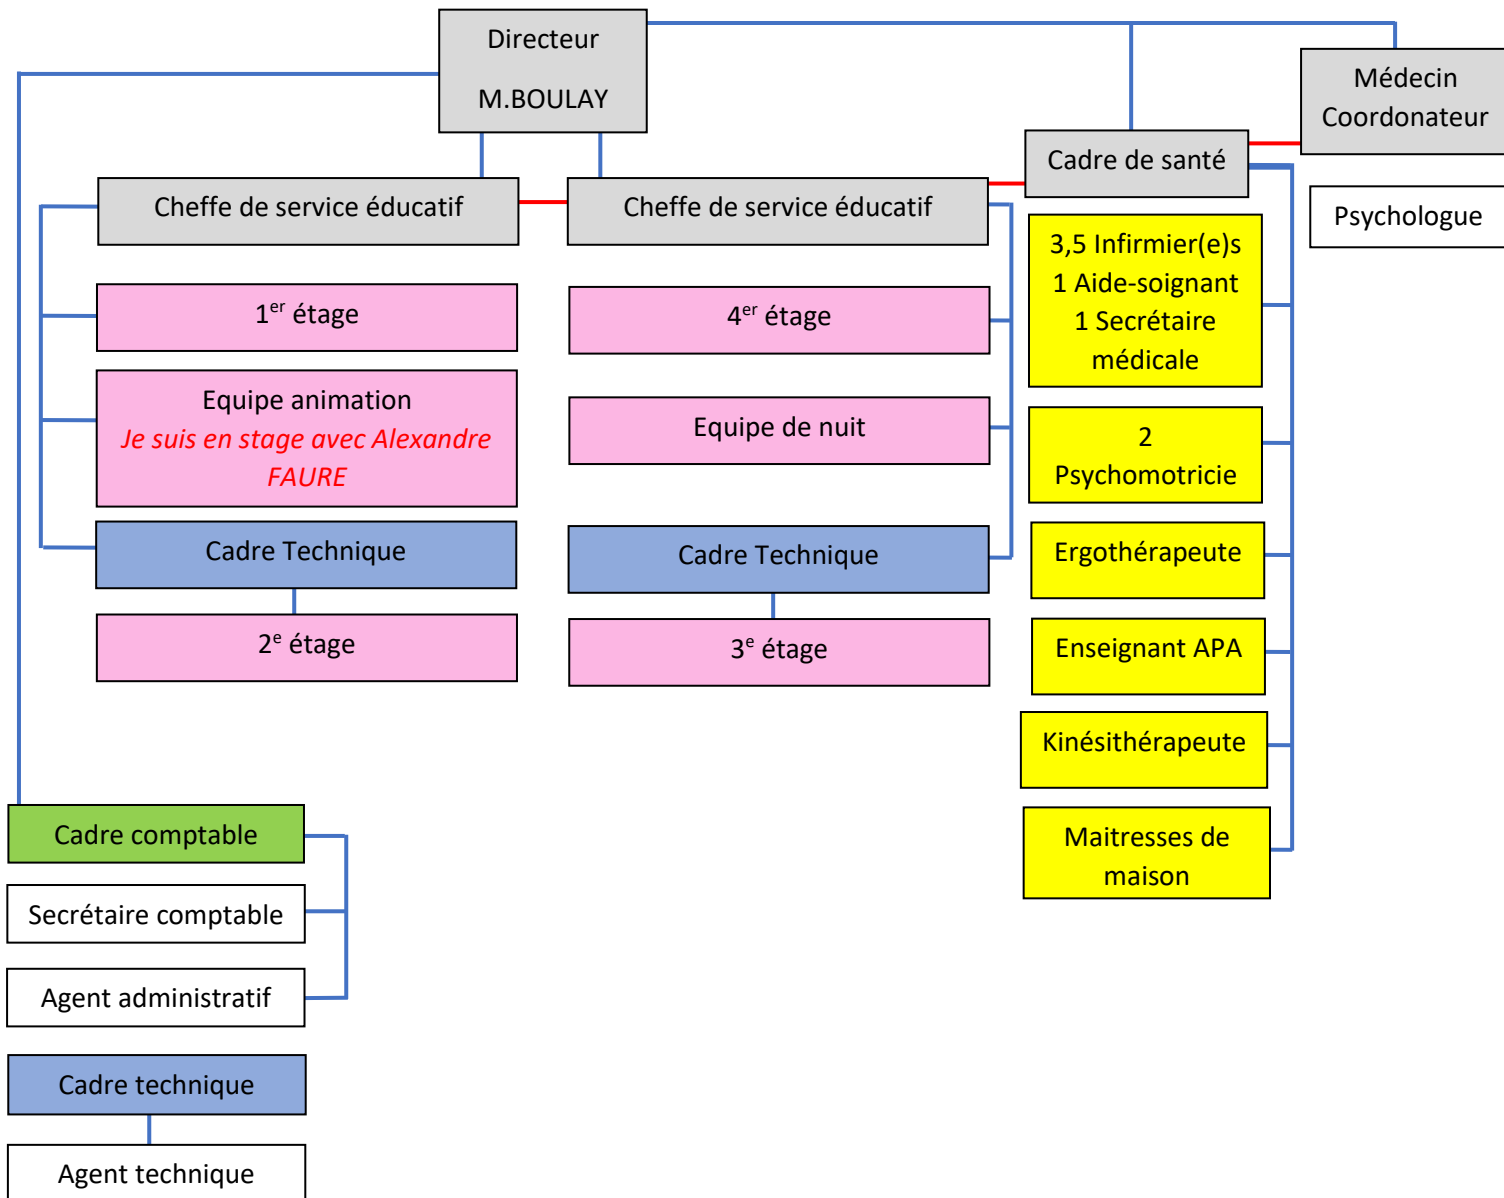 Directeur
M.BOULAY
Médecin
Coordonateur
Cadre de santé
Psychologue
Cheffe de service éducatif
Cheffe de service éducatif
3,5 Infirmier(e)s
1 Aide-soignant
1 Secrétaire
médicale
1er étage
4er étage
Equipe animation
Je suis en stage avec Alexandre
FAURE
Equipe de nuit
2
Psychomotricie
Cadre Technique
Cadre Technique
Ergothérapeute
2e étage
3e étage
Enseignant APA
Kinésithérapeute
Maitresses de
maison
Cadre comptable
Secrétaire comptable
Agent administratif
Cadre technique
Agent technique